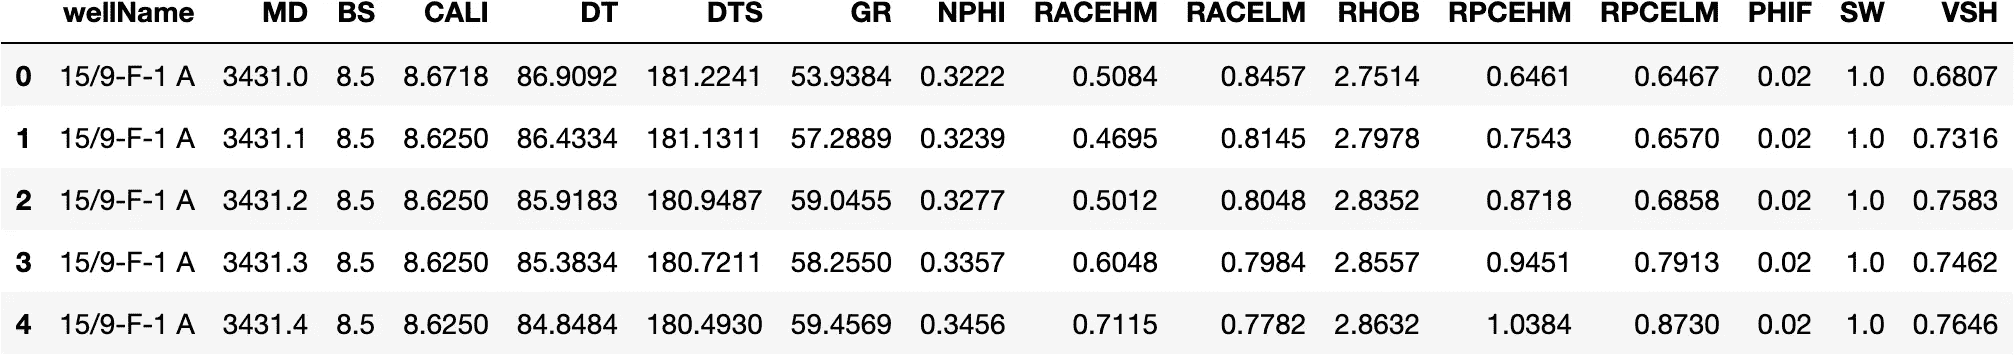 wellName MD BS CALI DT DTS GR NPHI RACEHM RACELM RHOB RPCEHM RPCELM PHIF SW VSH
0 15/9-F-1 A 3431.0 8.5 8.6718 86.9092 181.2241 53.9384 0.3222 0.5084 0.8457 2.7514 0.6461 0.6467 0.02 1.0 0.6807
1 15/9-F-1 A 3431.1 8.5 8.6250 86.4334 181.1311 57.2889 0.3239 0.4695 0.8145 2.7978 0.7543 0.6570 0.02 1.0 0.7316
2 15/9-F-1 A 3431.2 8.5 8.6250 85.9183 180.9487 59.0455 0.3277 0.5012 0.8048 2.8352 0.8718 0.6858 0.02 1.0 0.7583
3 15/9-F-1 A 3431.3 8.5 8.6250 85.3834 180.7211 58.2550 0.3357 0.6048 0.7984 2.8557 0.9451 0.7913 0.02 1.0 0.7462
4 15/9-F-1 A 3431.4 8.5 8.6250 84.8484 180.4930 59.4569 0.3456 0.7115 0.7782 2.8632 1.0384 0.8730 0.02 1.0 0.7646